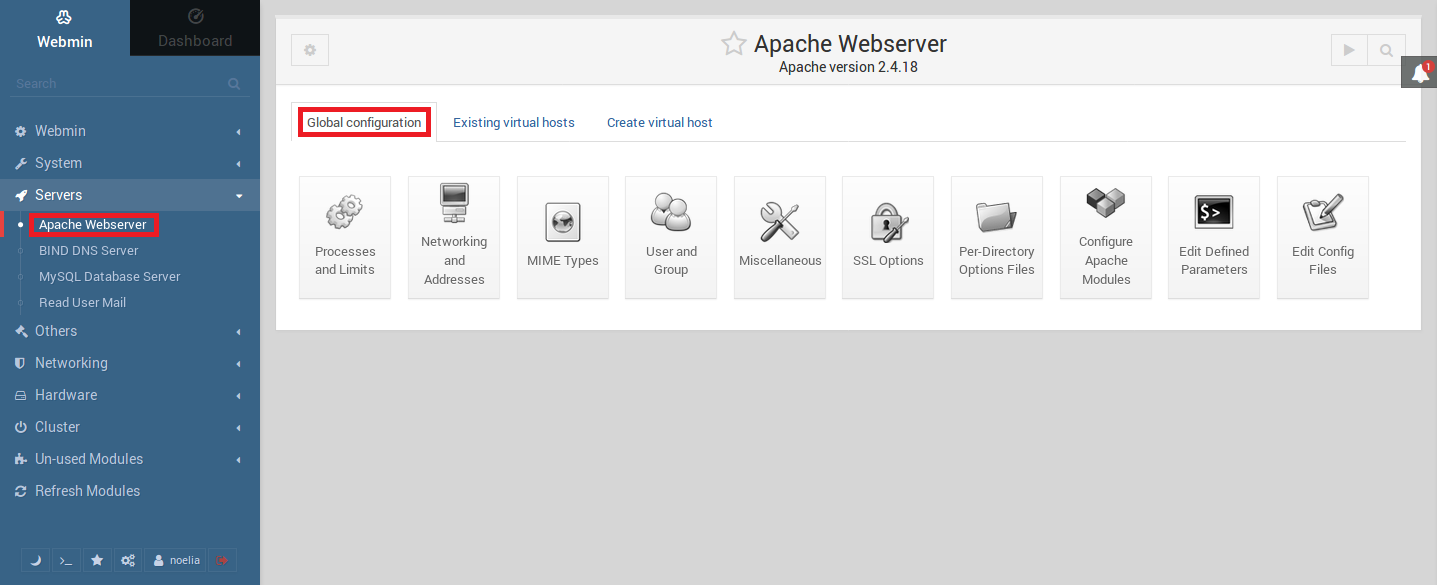 Webmin
Dashboard
Search
Webmin
System
Servers
Apache Webserver
BIND DNS Server
MySQL Database Server
Read User Mail
Others
Networking
Hardware
Cluster
Un-used Modules
Refresh Modules
noelia
Apache Webserver
Apache version 2.4.18
1
Global configuration
Existing virtual hosts
Create virtual host
Processes
and Limits
Networking
and
Addresses
MIME Types
User and
Group
Miscellaneous
SSL Options
Per-Directory
Options Files
Configure
Apache
Modules
$>
Edit Defined
Parameters
Edit Config
Files